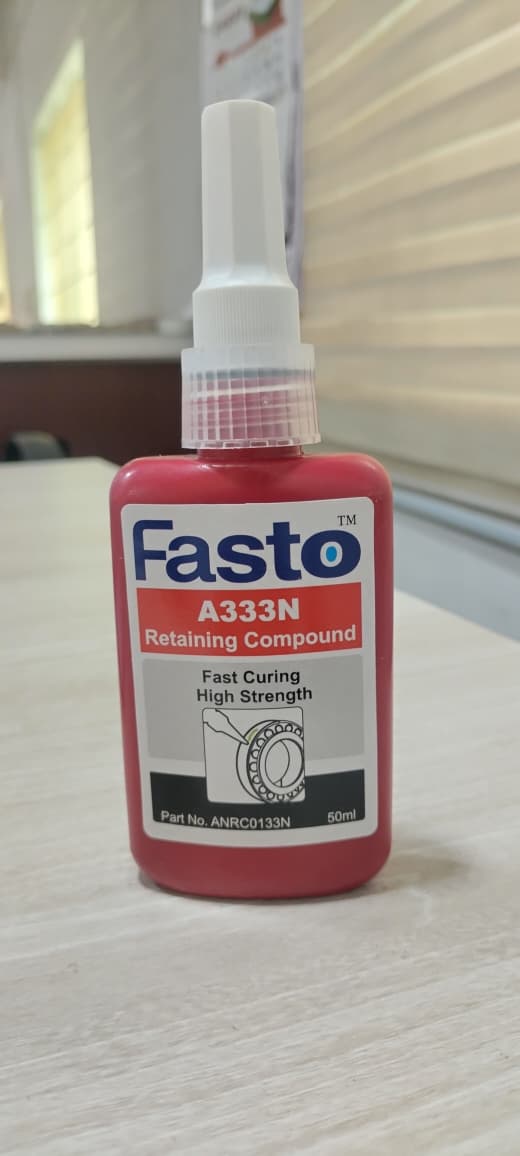 Fasto™
A333N
Retaining Compound
Fast Curing
High Strength
Part No. ANRC0133N 50ml